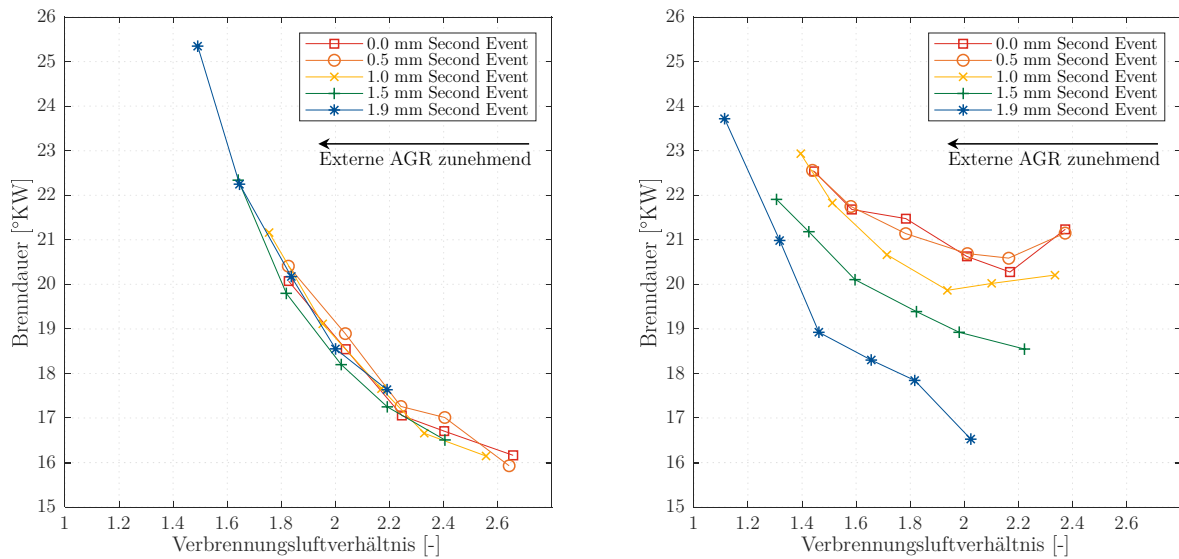 26
25
24
23
22
21
20
19
18
17
16
15
Brenndauer [°KW]
0.0 mm Second Event
0.5 mm Second Event
1.0 mm Second Event
1.5 mm Second Event
1.9 mm Second Event
Externe AGR zunehmend
1 1.2 1.4 1.6 1.8 2 2.2 2.4 2.6
Verbrennungsluftverhältnis [-]
26
25
24
23
22
21
20
19
18
17
16
15
Brenndauer [°KW]
0.0 mm Second Event
0.5 mm Second Event
1.0 mm Second Event
1.5 mm Second Event
1.9 mm Second Event
Externe AGR zunehmend
1 1.2 1.4 1.6 1.8 2 2.2 2.4 2.6
Verbrennungsluftverhältnis [-]